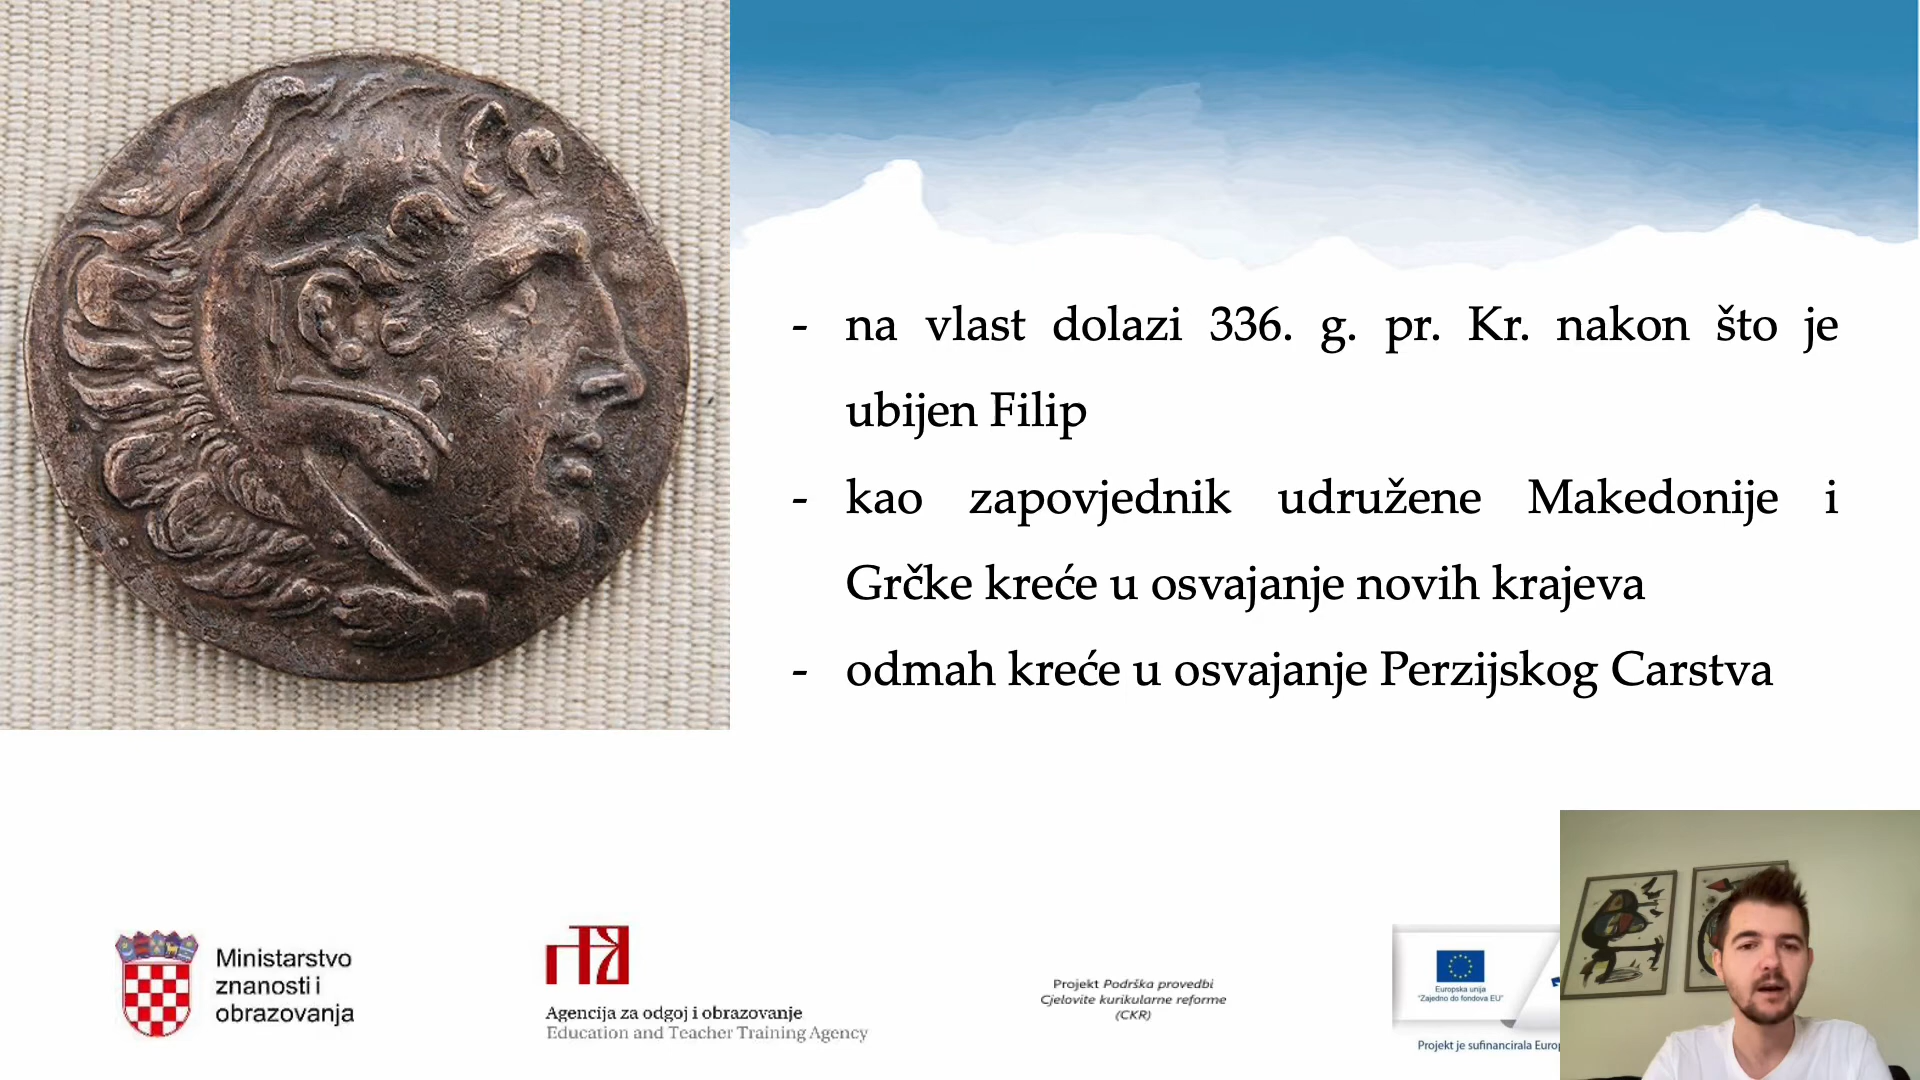 - na vlast dolazi 336. g. pr. Kr. nakon što je
ubijen Filip
- kao zapovjednik udružene Makedonije i
Grčke kreće u osvajanje novih krajeva
- odmah kreće u osvajanje Perzijskog Carstva
Ministarstvo
znanosti i
obrazovanja
Agencija za odgoj i obrazovanje
Education and Teacher Training Agency
Projekt Podrška provedbi
Cjelovite kurikularne reforme
(CKR)
Europska unija
"Zajedno do fondova EU"
Projekt je sufinancirala